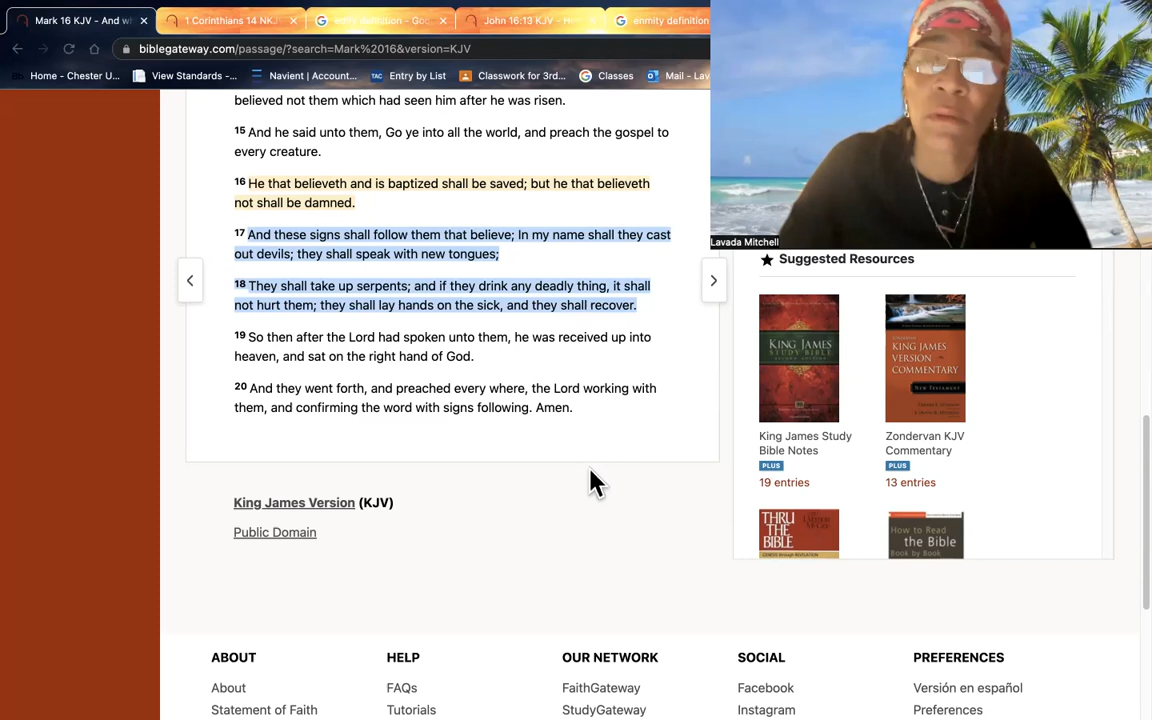 Mark 16 KJV - And wh
1 Corinthians 14 NKJ
definition - Goo
John 16:13 KJV - H
enmity definition
biblegateway.com/passage/?search=Mark%2016&version=KJV
Home - Chester U...
View Standards -...
Navient | Account...
TAC Entry by List
Classwork for 3rd...
Classes
Mail - Lav
believed not them which had seen him after he was risen.
15 And he said unto them, Go ye into all the world, and preach the gospel to
every creature.
16 He that believeth and is baptized shall be saved; but he that believeth
not shall be damned.
17 And these signs shall follow them that believe; In my name shall they cast
out devils; they shall speak with new tongues;
18 They shall take up serpents; and if they drink any deadly thing, it shall
not hurt them; they shall lay hands on the sick, and they shall recover.
19 So then after the Lord had spoken unto them, he was received up into
heaven, and sat on the right hand of God.
20 And they went forth, and preached every where, the Lord working with
them, and confirming the word with signs following. Amen.
King James Version (KJV)
Public Domain
Lavada Mitchell
★ Suggested Resources
KING JAMES
STUDY BIBLE
KING JAMES
VERSION
COMMENTARY
NEW TESTAMENT
King James Study
Bible Notes
PLUS
19 entries
Zondervan KJV
Commentary
PLUS
13 entries
THRU
THE
BIBLE
How to Read
the Bible
Book by Book
ABOUT
About
Statement of Faith
HELP
FAQs
Tutorials
OUR NETWORK
FaithGateway
StudyGateway
SOCIAL
Facebook
Instagram
PREFERENCES
Versión en español
Preferences